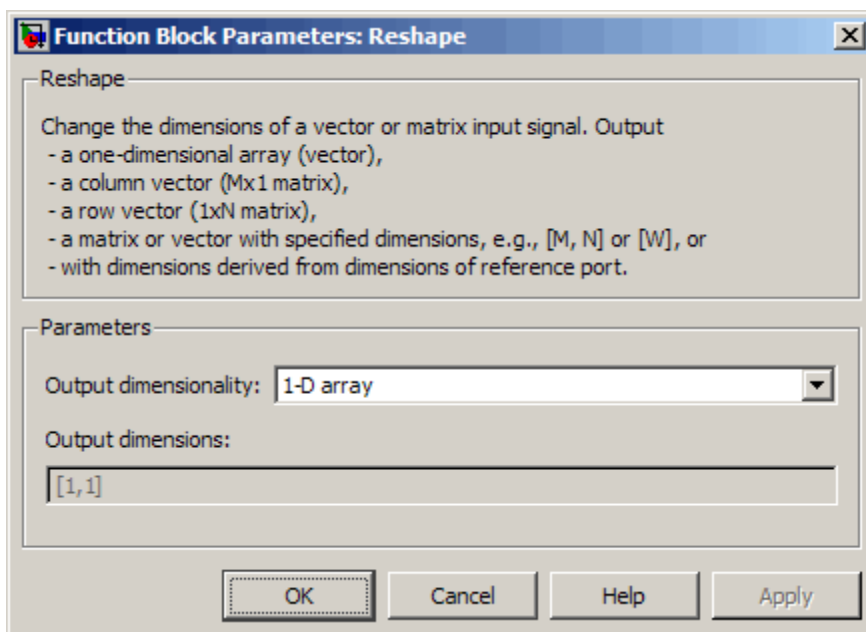 Function Block Parameters: Reshape
Reshape
Change the dimensions of a vector or matrix input signal. Output
- a one-dimensional array (vector),
- a column vector (Mx1 matrix),
- a row vector (1xN matrix),
- a matrix or vector with specified dimensions, e.g., [M, N] or [W], or
- with dimensions derived from dimensions of reference port.
Parameters
Output dimensionality: 1-D array
Output dimensions:
[1,1]
OK Cancel Help Apply